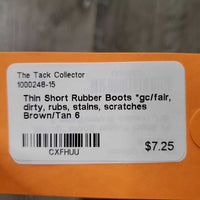 The Tack Collector
1000248-15
Thin Short Rubber Boots *gc/fair,
dirty, rubs, stains, scratches
Brown/Tan 6
CXFHUU
$7.25